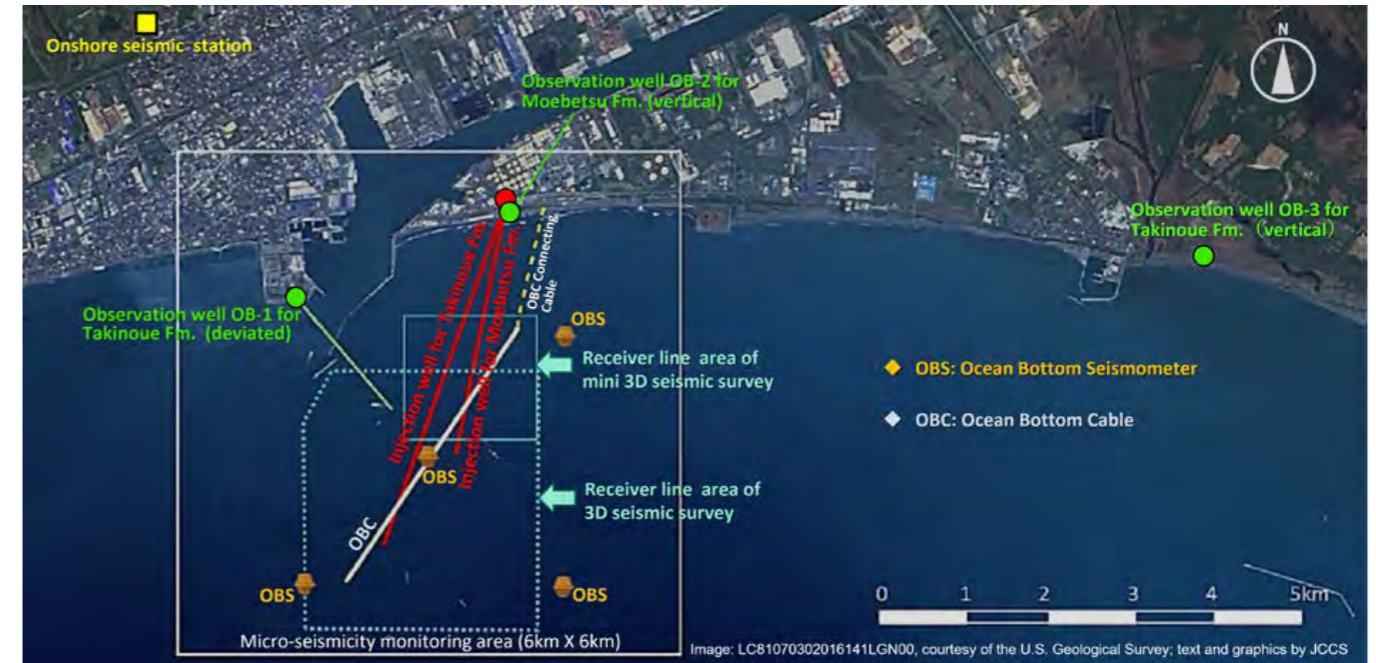 Onshore seismic station
N
Observation well OB-2 for
Moebetsu Fm. (vertical)
Observation well OB-3 for
Takinoue Fm. (vertical)
Injection well for Takinoue Fm.
Injection well for Moebetsu Fm.
OBC Connecting
Cable
Observation well OB-1 for
Takinoue Fm. (deviated)
OBS
Receiver line area of
mini 3D seismic survey
OBS: Ocean Bottom Seismometer
OBC: Ocean Bottom Cable
OBS
Receiver line area of
3D seismic survey
OBC
OBS
OBS
0 1 2 3 4 5km
Micro-seismicity monitoring area (6km X 6km)
Image: LC81070302016141LGN00, courtesy of the U.S. Geological Survey; text and graphics by JCCS